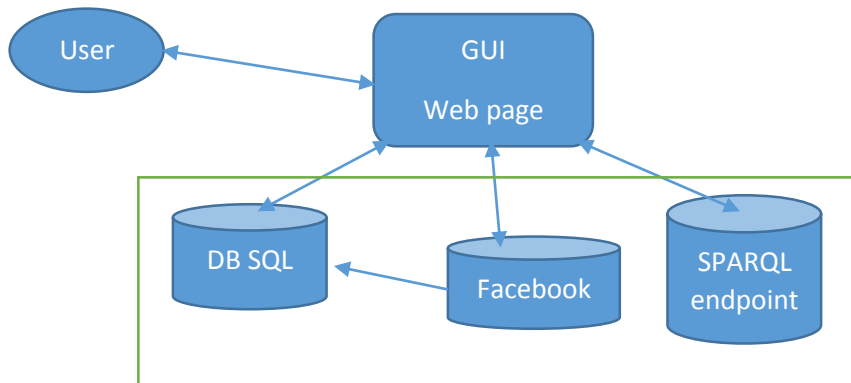 User
GUI
Web page
DB SQL
Facebook
SPARQL
endpoint